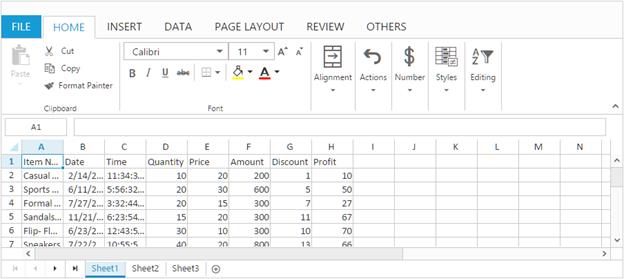 FILE HOME INSERT DATA PAGE LAYOUT REVIEW OTHERS
Paste Cut Copy Format Painter
Clipboard
Calibri 11 A A
B I U abc A
Font
Alignment Actions Number Styles Editing
A1
A B C D E F G H I J K L M N
1 Item N... Date Time Quantity Price Amount Discount Profit
2 Casual ... 2/14/2... 11:34:3... 10 20 200 1 10
3 Sports ... 6/11/2... 5:56:32... 20 30 600 5 50
4 Formal ... 7/27/2... 3:32:44... 20 15 300 7 27
5 Sandals... 11/21/... 6:23:54... 15 20 300 11 67
6 Flip- Fl... 6/23/2... 12:43:5... 30 10 300 10 70
7 Sneakers 7/22/2... 10:55:5... 40 20 800 13 66
Sheet1 Sheet2 Sheet3